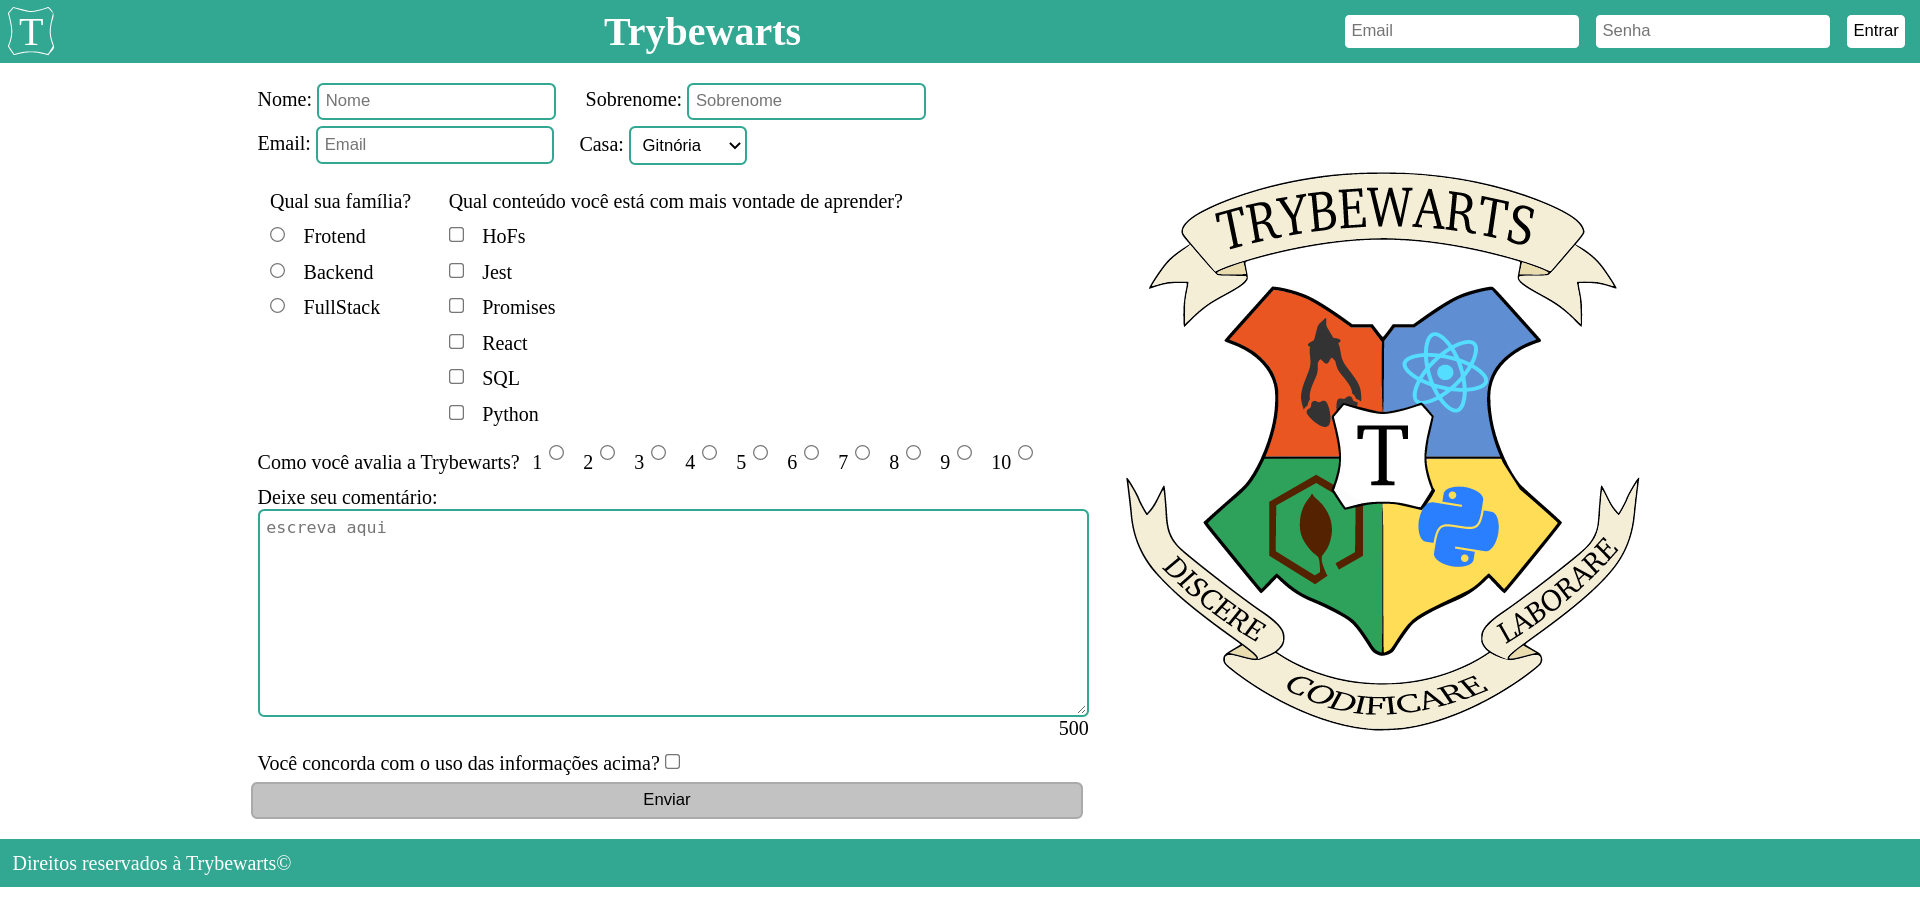 T Trybewarts Email Senha Entrar
Nome: Nome Sobrenome: Sobrenome
Email: Email Casa: Gitnória
Qual sua família? Qual conteúdo você está com mais vontade de aprender?
Frotend HoFs
Backend Jest
FullStack Promises
React
SQL
Python
Como você avalia a Trybewarts? 1 2 3 4 5 6 7 8 9 10
Deixe seu comentário:
escreva aqui
500
Você concorda com o uso das informações acima?
Enviar
TRYBEWARTS
T
DISCERE
CODIFICARE
LABORARE
Direitos reservados à Trybewarts©